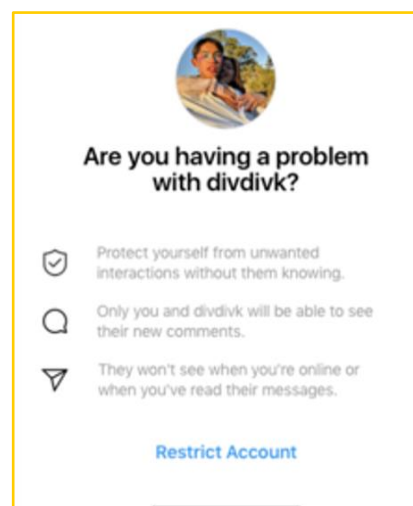 Are you having a problem
with divdivk?
Protect yourself from unwanted
interactions without them knowing.
Only you and divdivk will be able to see
their new comments.
They won't see when you're online or
when you've read their messages.
Restrict Account